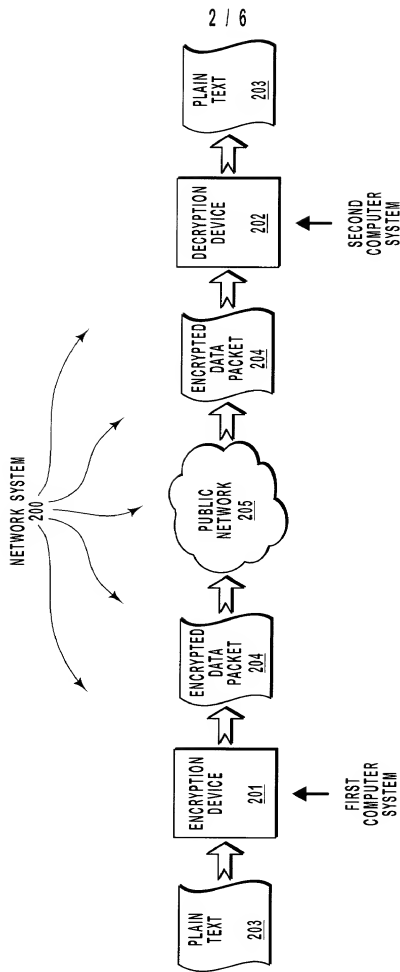 2 / 6
NETWORK SYSTEM
200
PLAIN
TEXT
203
ENCRYPTION
DEVICE
201
FIRST
COMPUTER
SYSTEM
ENCRYPTED
DATA
PACKET
204
PUBLIC
NETWORK
205
ENCRYPTED
DATA
PACKET
204
DECRYPTION
DEVICE
202
SECOND
COMPUTER
SYSTEM
PLAIN
TEXT
203